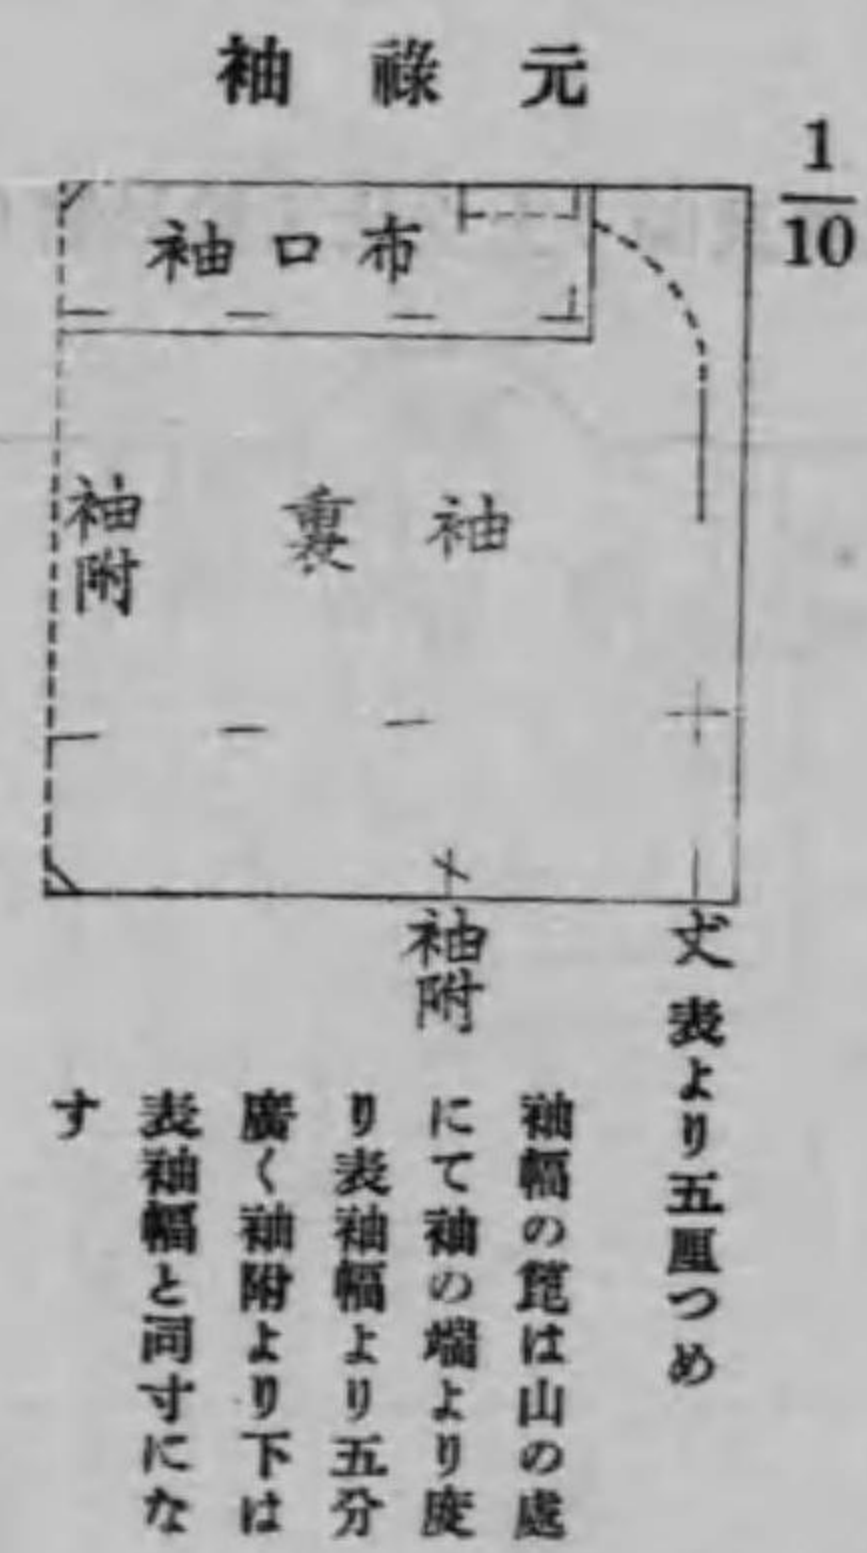 元祿袖
1/10
袖口布
袖附
袖裏
袖附
丈
表より五厘つめ
袖幅の箆は山の處
にて袖の端より度
り表袖幅より五分
廣く袖附より下は
表袖幅と同寸にな
す